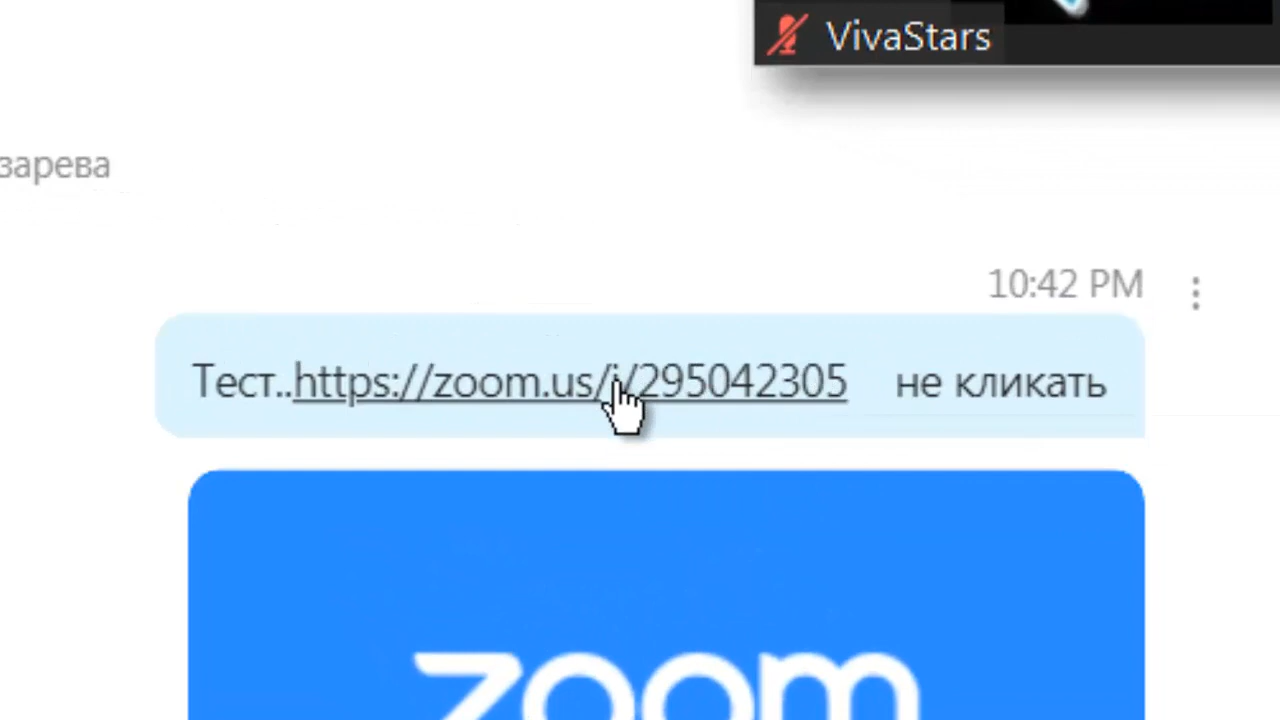 VivaStars
зарева
10:42 PM
Тест..https://zoom.us/j/295042305 не кликать
zoom